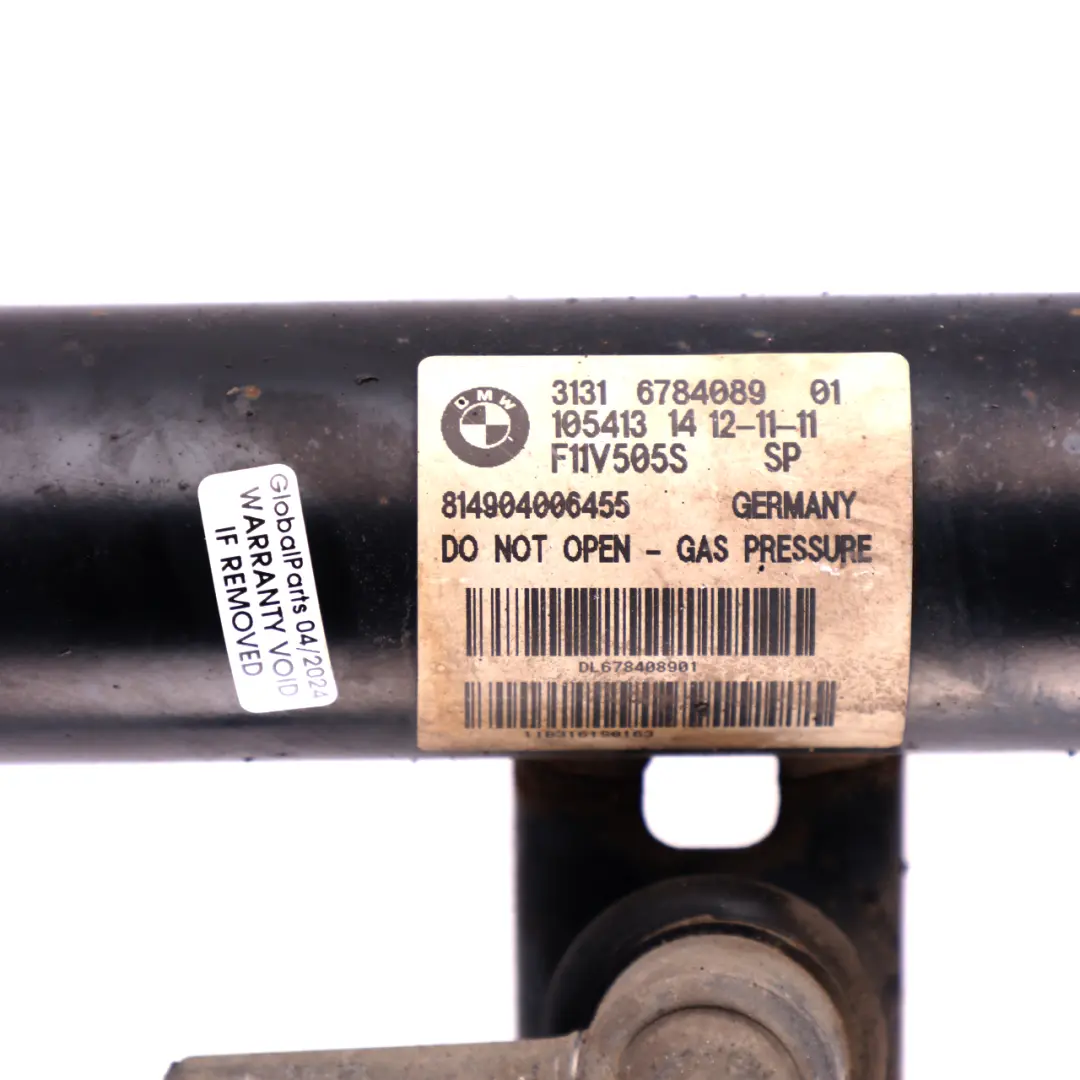 BMW
3131 6784089 01
105413 14 12-11-11
F11V505S SP
814904006455 GERMANY
DO NOT OPEN - GAS PRESSURE
DL678408901
GlobalParts 04/2024
WARRANTY VOID
IF REMOVED